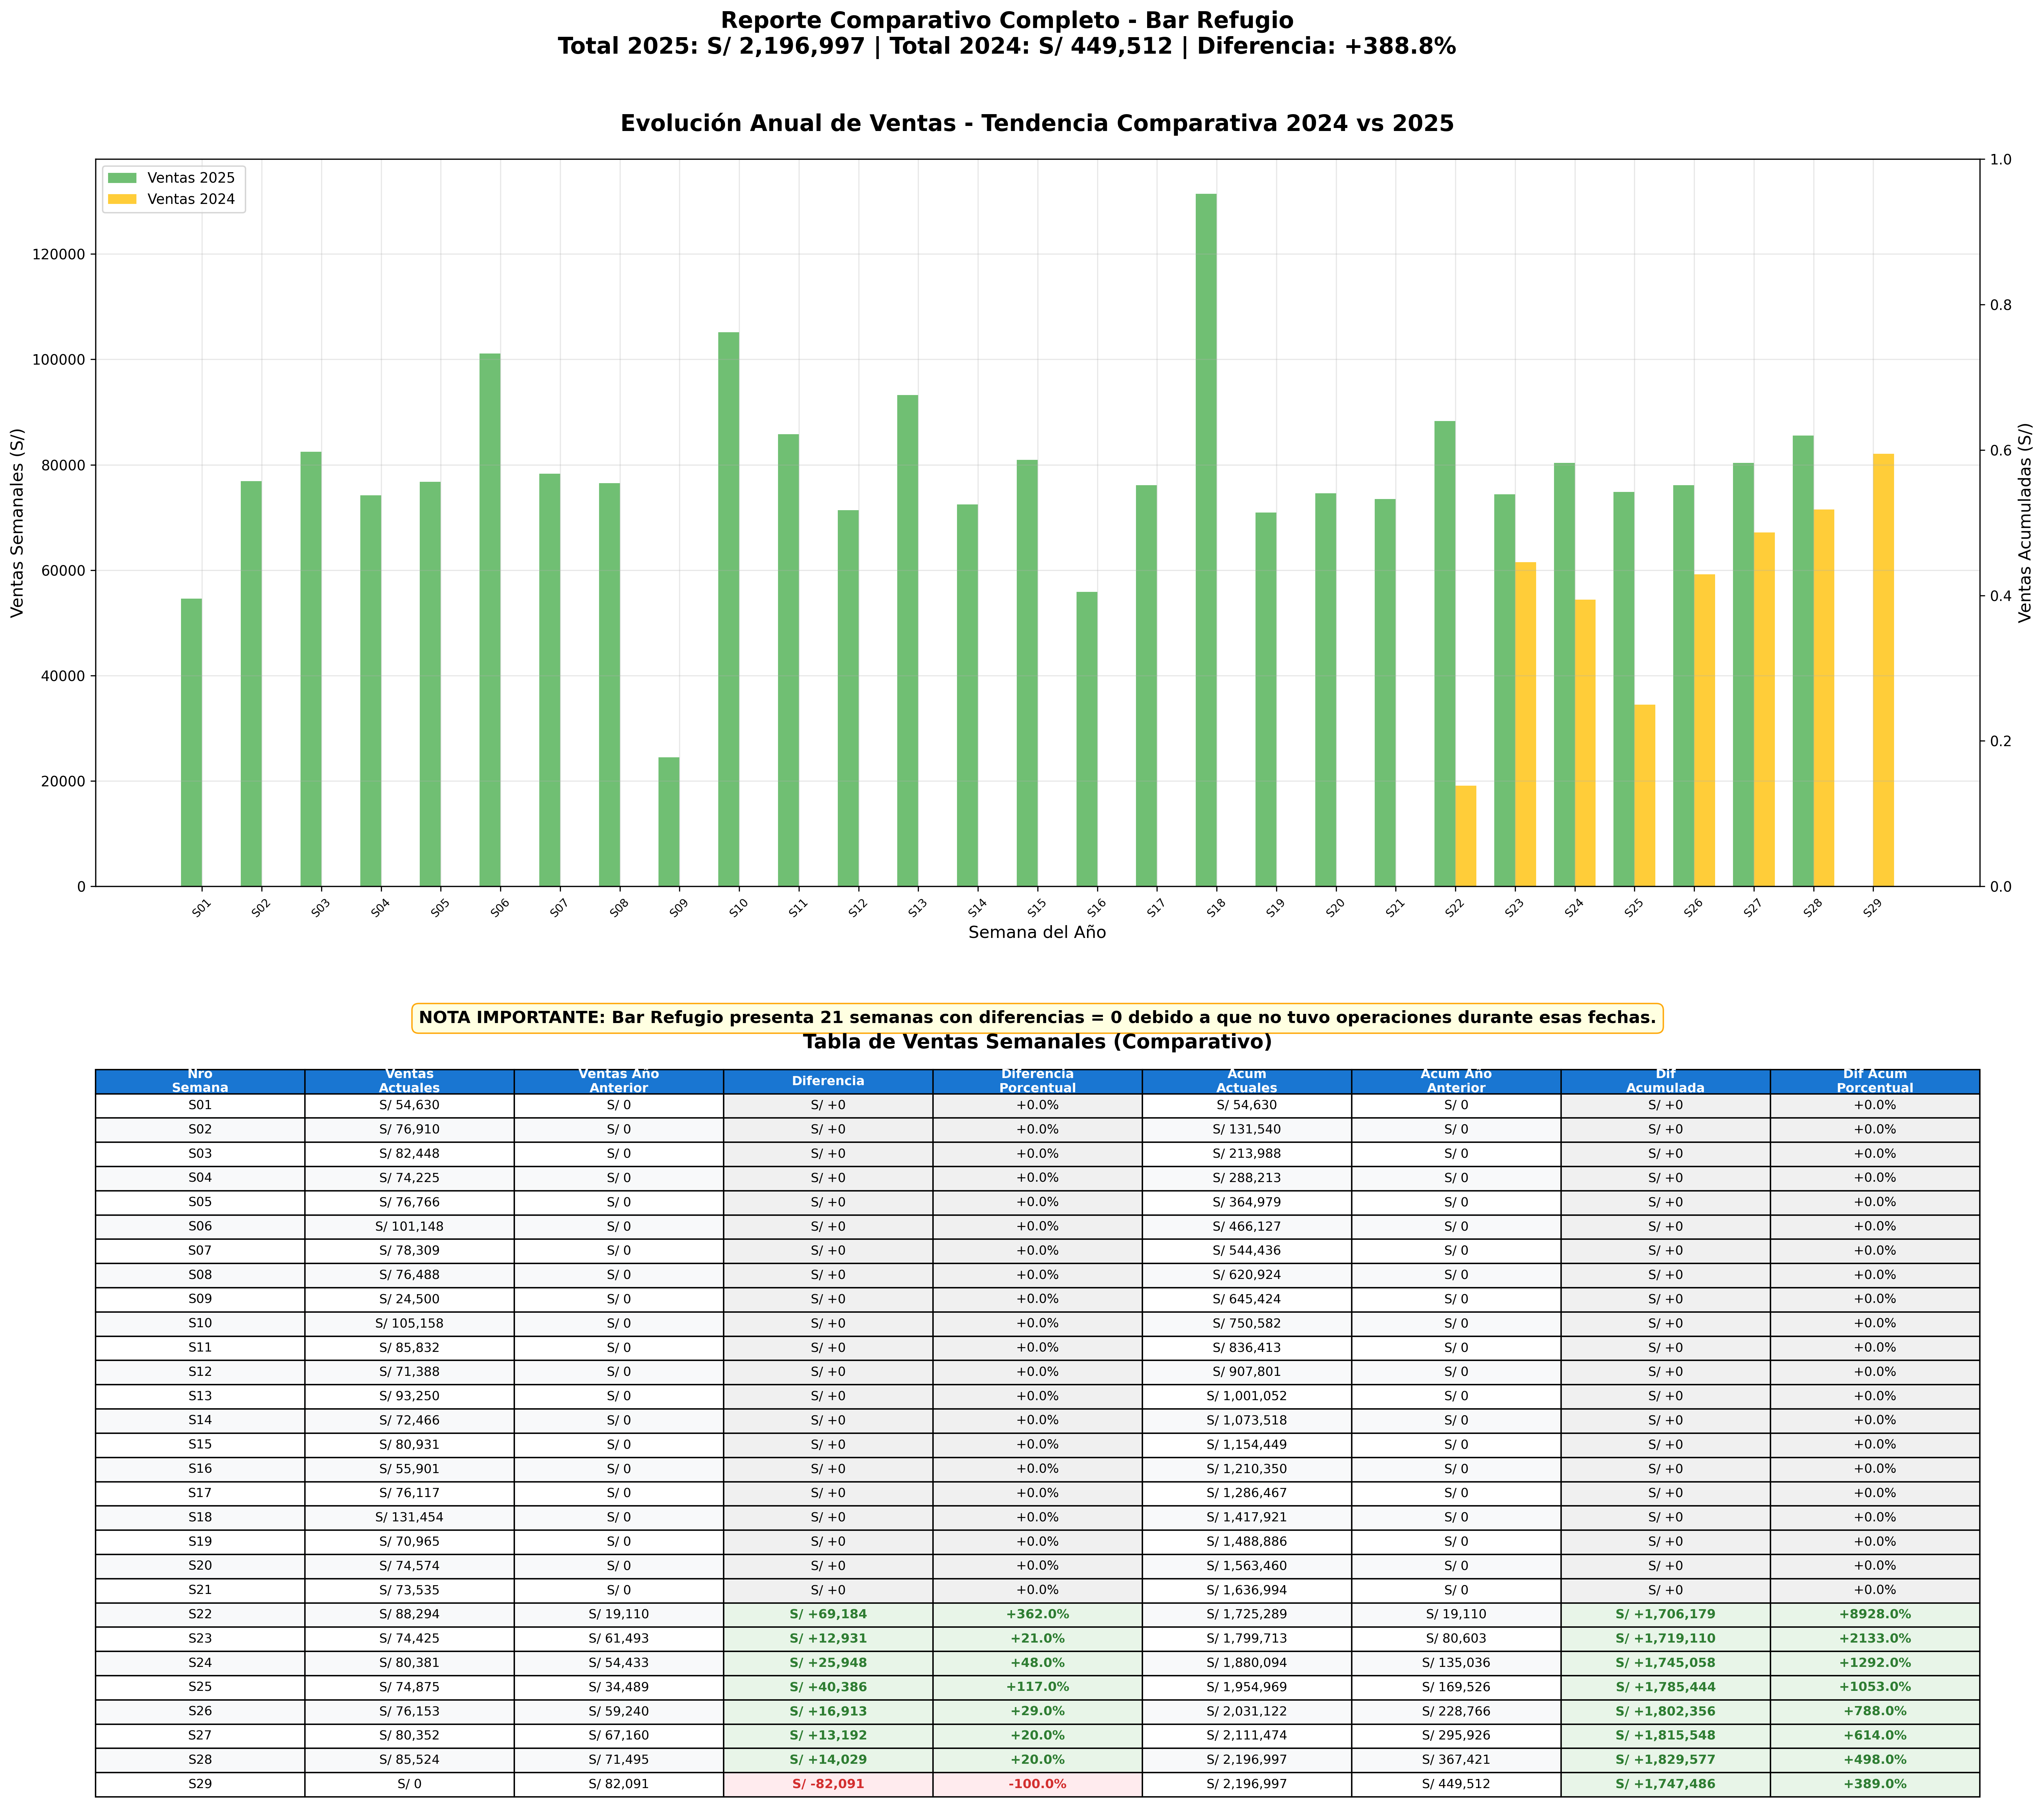 Reporte Comparativo Completo - Bar Refugio
Total 2025: S/ 2,196,997 | Total 2024: S/ 449,512 | Diferencia: +388.8%
Evolución Anual de Ventas - Tendencia Comparativa 2024 vs 2025
Ventas 2025
Ventas 2024
Ventas Semanales (S/)
120000
100000
80000
60000
40000
20000
0
1.0
0.8
0.6
0.4
0.2
0.0
Ventas Acumuladas (S/)
S01 S02 S03 S04 S05 S06 S07 S08 S09 S10 S11 S12 S13 S14 S15 S16 S17 S18 S19 S20 S21 S22 S23 S24 S25 S26 S27 S28 S29
Semana del Año
NOTA IMPORTANTE: Bar Refugio presenta 21 semanas con diferencias = 0 debido a que no tuvo operaciones durante esas fechas.
Tabla de Ventas Semanales (Comparativo)
Nro Semana | Ventas Actuales | Ventas Año Anterior | Diferencia | Diferencia Porcentual | Acum Actuales | Acum Año Anterior | Dif Acumulada | Dif Acum Porcentual
S01 S/ 54,630 S/ 0 S/ +0 +0.0% S/ 54,630 S/ 0 S/ +0 +0.0%
S02 S/ 76,910 S/ 0 S/ +0 +0.0% S/ 131,540 S/ 0 S/ +0 +0.0%
S03 S/ 82,448 S/ 0 S/ +0 +0.0% S/ 213,988 S/ 0 S/ +0 +0.0%
S04 S/ 74,225 S/ 0 S/ +0 +0.0% S/ 288,213 S/ 0 S/ +0 +0.0%
S05 S/ 76,766 S/ 0 S/ +0 +0.0% S/ 364,979 S/ 0 S/ +0 +0.0%
S06 S/ 101,148 S/ 0 S/ +0 +0.0% S/ 466,127 S/ 0 S/ +0 +0.0%
S07 S/ 78,309 S/ 0 S/ +0 +0.0% S/ 544,436 S/ 0 S/ +0 +0.0%
S08 S/ 76,488 S/ 0 S/ +0 +0.0% S/ 620,924 S/ 0 S/ +0 +0.0%
S09 S/ 24,500 S/ 0 S/ +0 +0.0% S/ 645,424 S/ 0 S/ +0 +0.0%
S10 S/ 105,158 S/ 0 S/ +0 +0.0% S/ 750,582 S/ 0 S/ +0 +0.0%
S11 S/ 85,832 S/ 0 S/ +0 +0.0% S/ 836,413 S/ 0 S/ +0 +0.0%
S12 S/ 71,388 S/ 0 S/ +0 +0.0% S/ 907,801 S/ 0 S/ +0 +0.0%
S13 S/ 93,250 S/ 0 S/ +0 +0.0% S/ 1,001,052 S/ 0 S/ +0 +0.0%
S14 S/ 72,466 S/ 0 S/ +0 +0.0% S/ 1,073,518 S/ 0 S/ +0 +0.0%
S15 S/ 80,931 S/ 0 S/ +0 +0.0% S/ 1,154,449 S/ 0 S/ +0 +0.0%
S16 S/ 55,901 S/ 0 S/ +0 +0.0% S/ 1,210,350 S/ 0 S/ +0 +0.0%
S17 S/ 76,117 S/ 0 S/ +0 +0.0% S/ 1,286,467 S/ 0 S/ +0 +0.0%
S18 S/ 131,454 S/ 0 S/ +0 +0.0% S/ 1,417,921 S/ 0 S/ +0 +0.0%
S19 S/ 70,965 S/ 0 S/ +0 +0.0% S/ 1,488,886 S/ 0 S/ +0 +0.0%
S20 S/ 74,574 S/ 0 S/ +0 +0.0% S/ 1,563,460 S/ 0 S/ +0 +0.0%
S21 S/ 73,535 S/ 0 S/ +0 +0.0% S/ 1,636,994 S/ 0 S/ +0 +0.0%
S22 S/ 88,294 S/ 19,110 S/ +69,184 +362.0% S/ 1,725,289 S/ 19,110 S/ +1,706,179 +8928.0%
S23 S/ 74,425 S/ 61,493 S/ +12,931 +21.0% S/ 1,799,713 S/ 80,603 S/ +1,719,110 +2133.0%
S24 S/ 80,381 S/ 54,433 S/ +25,948 +48.0% S/ 1,880,094 S/ 135,036 S/ +1,745,058 +1292.0%
S25 S/ 74,875 S/ 34,489 S/ +40,386 +117.0% S/ 1,954,969 S/ 169,526 S/ +1,785,444 +1053.0%
S26 S/ 76,153 S/ 59,240 S/ +16,913 +29.0% S/ 2,031,122 S/ 228,766 S/ +1,802,356 +788.0%
S27 S/ 80,352 S/ 67,160 S/ +13,192 +20.0% S/ 2,111,474 S/ 295,926 S/ +1,815,548 +614.0%
S28 S/ 85,524 S/ 71,495 S/ +14,029 +20.0% S/ 2,196,997 S/ 367,421 S/ +1,829,577 +498.0%
S29 S/ 0 S/ 82,091 S/ -82,091 -100.0% S/ 2,196,997 S/ 449,512 S/ +1,747,486 +389.0%